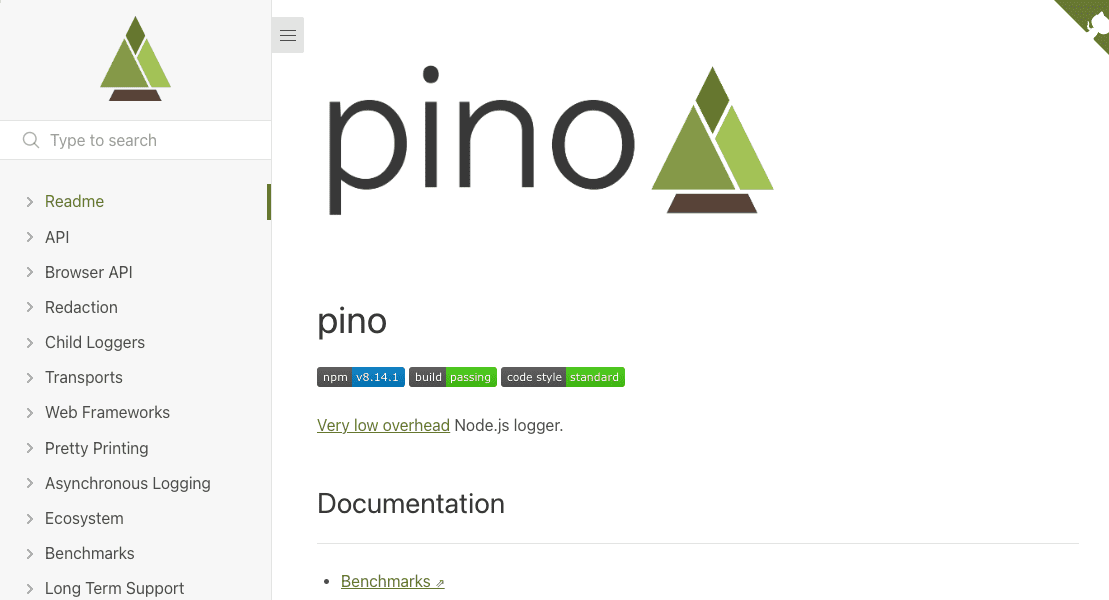 Type to search
Readme
API
Browser API
Redaction
Child Loggers
Transports
Web Frameworks
Pretty Printing
Asynchronous Logging
Ecosystem
Benchmarks
Long Term Support
pino
pino
npm v8.14.1 build passing code style standard
Very low overhead Node.js logger.
Documentation
• Benchmarks ⇗